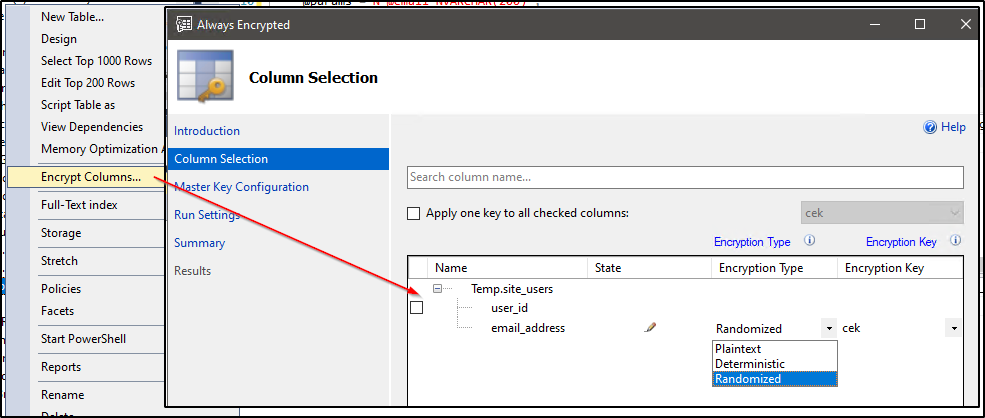 @params = N'@email NVARCHAR(200)',
New Table...
Design
Select Top 1000 Rows
Edit Top 200 Rows
Script Table as
View Dependencies
Memory Optimization
Encrypt Columns...
Full-Text index
Storage
Stretch
Policies
Facets
Start PowerShell
Reports
Rename
Delete
Always Encrypted
Column Selection
Introduction
Column Selection
Master Key Configuration
Run Settings
Summary
Results
Help
Search column name...
Apply one key to all checked columns: cek
Encryption Type Encryption Key
Name State Encryption Type Encryption Key
Temp.site_users
user_id
email_address Randomized cek
Plaintext
Deterministic
Randomized